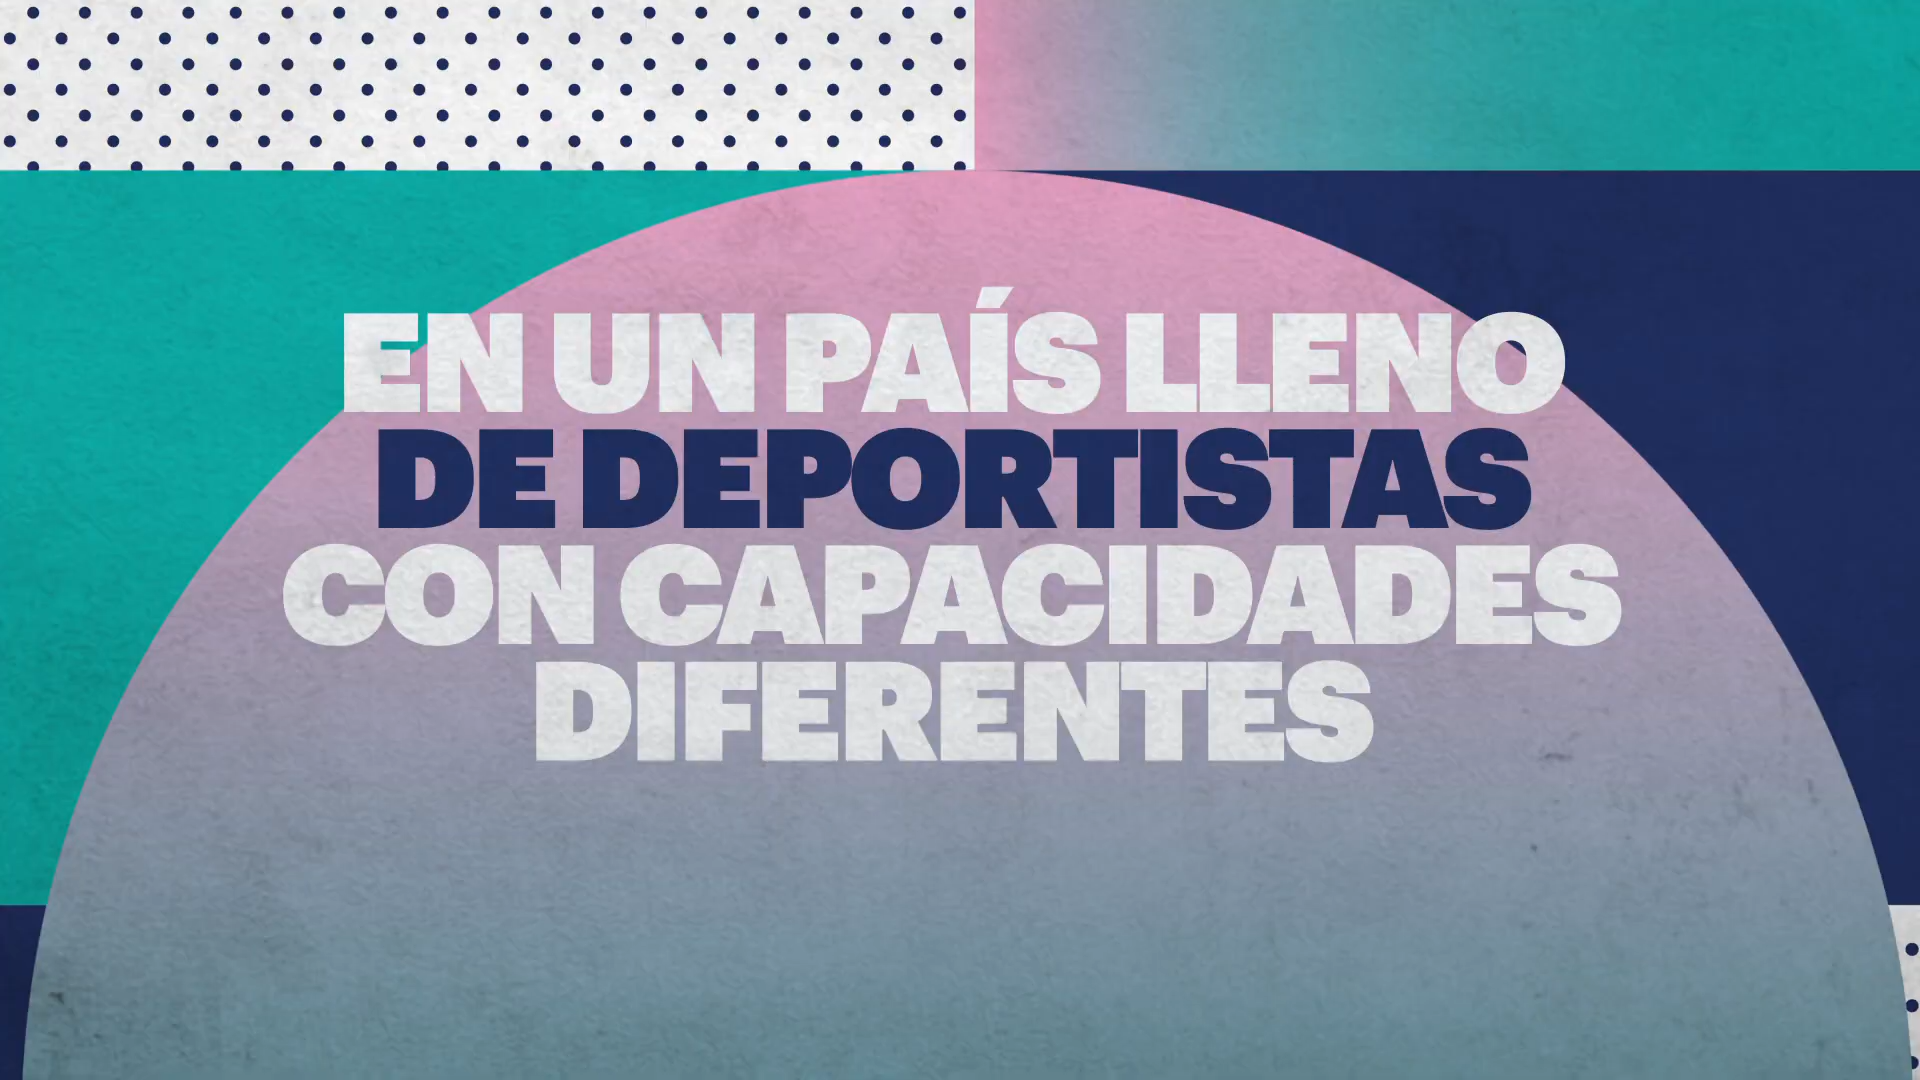 EN UN PAÍS LLENO
DE DEPORTISTAS
CON CAPACIDADES
DIFERENTES